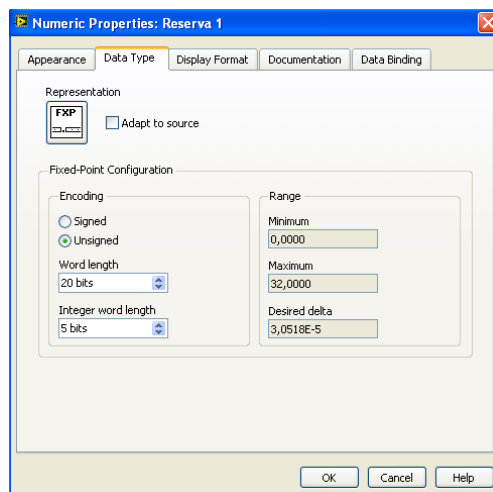 Numeric Properties: Reserva 1
Appearance Data Type Display Format Documentation Data Binding
Representation
FXP
Adapt to source
Fixed-Point Configuration
Encoding
Signed
Unsigned
Word length
20 bits
Integer word length
5 bits
Range
Minimum
0,0000
Maximum
32,0000
Desired delta
3,0518E-5
OK Cancel Help